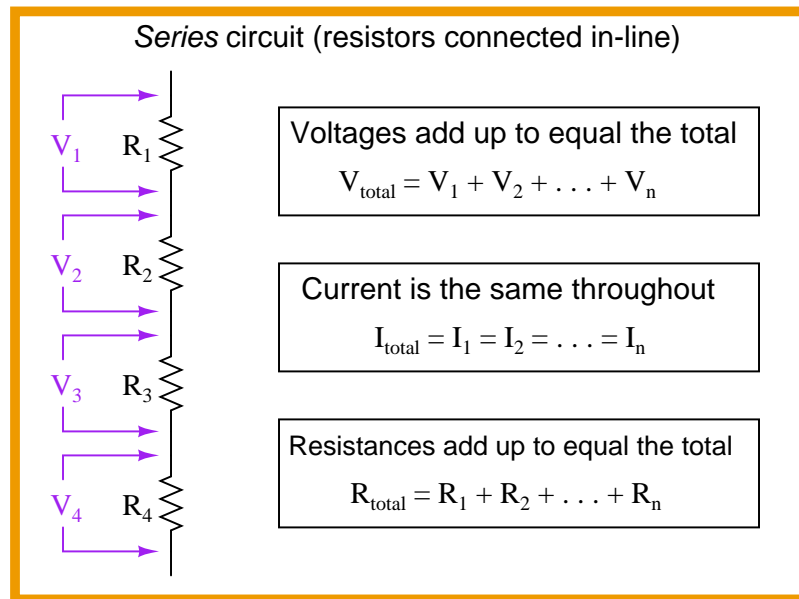 Series circuit (resistors connected in-line)
V1
R1
V2
R2
V3
R3
V4
R4
Voltages add up to equal the total
Vtotal = V1 + V2 + . . . + Vn
Current is the same throughout
Itotal = I1 = I2 = . . . = In
Resistances add up to equal the total
Rtotal = R1 + R2 + . . . + Rn